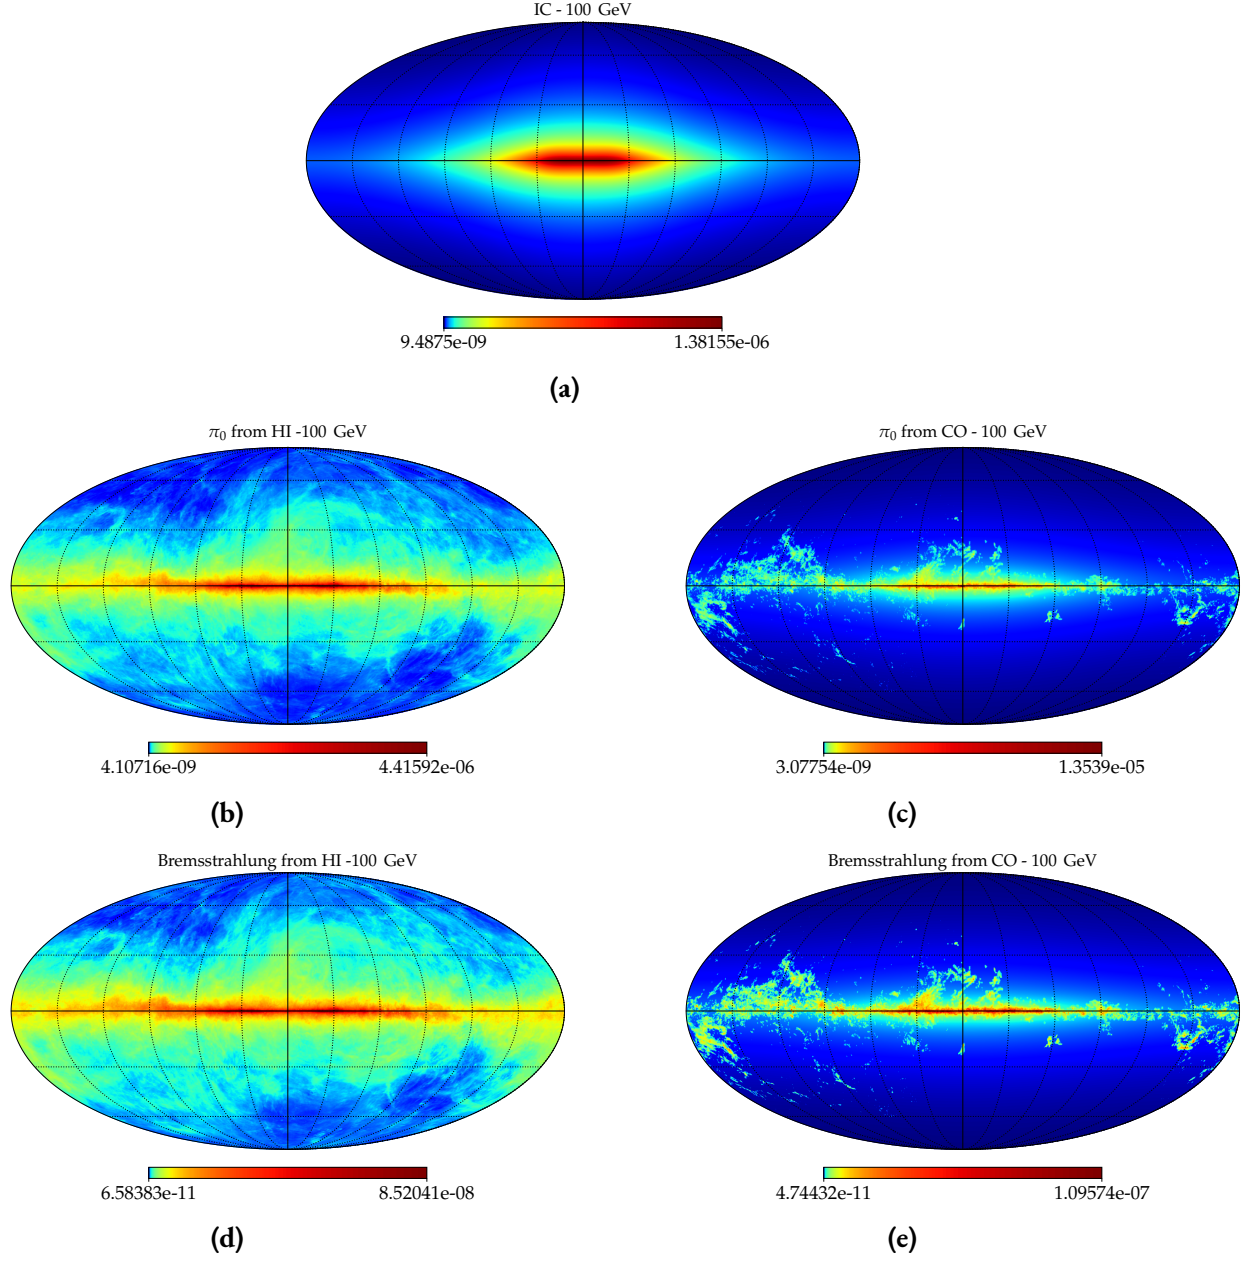 IC - 100 GeV
9.4875e-09 1.38155e-06
(a)
π₀ from HI -100 GeV
4.10716e-09 4.41592e-06
(b)
π₀ from CO - 100 GeV
3.07754e-09 1.3539e-05
(c)
Bremsstrahlung from HI -100 GeV
6.58383e-11 8.52041e-08
(d)
Bremsstrahlung from CO - 100 GeV
4.74432e-11 1.09574e-07
(e)